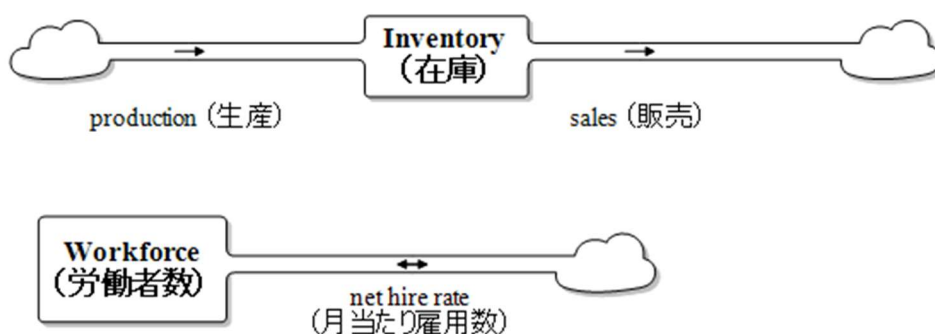 Inventory
(在庫)
production (生産)
sales (販売)
Workforce
(労働者数)
net hire rate
(月当たり雇用数)